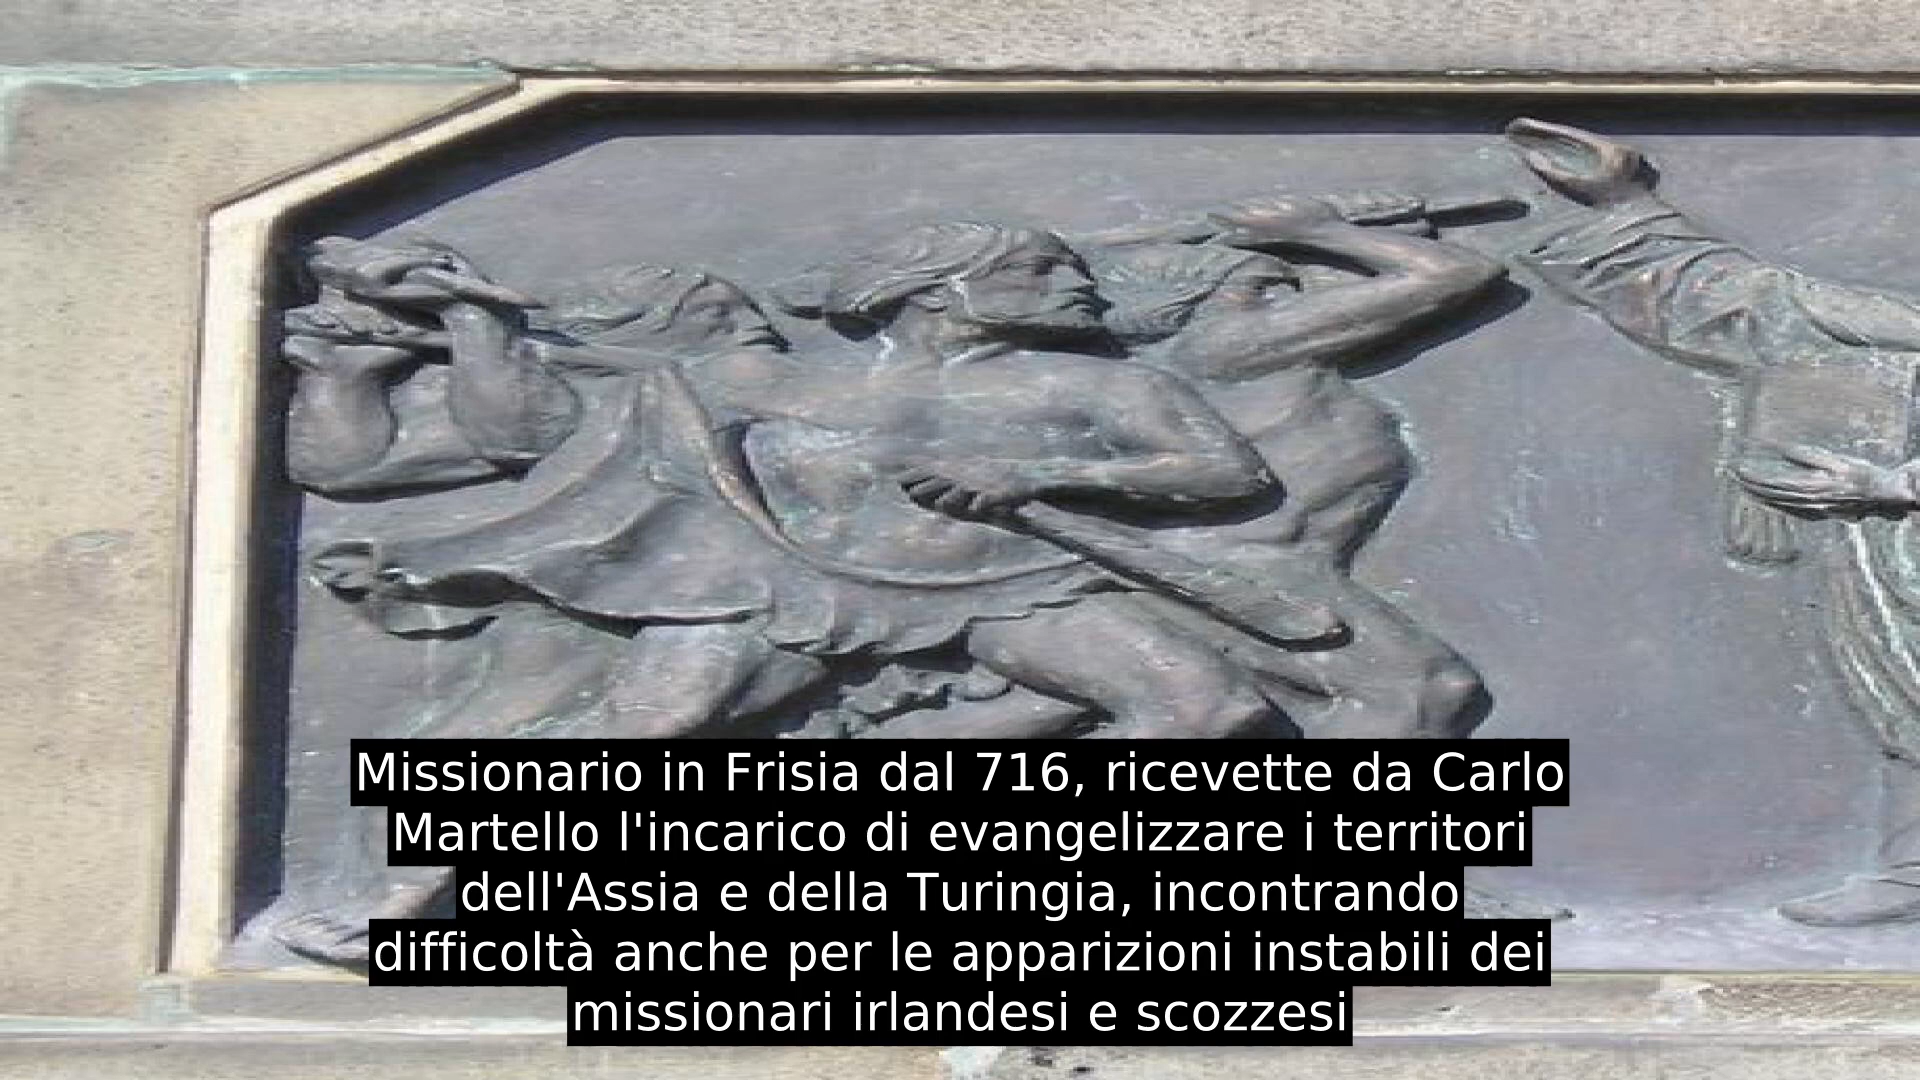 Missionario in Frisia dal 716, ricevette da Carlo
Martello l'incarico di evangelizzare i territori
dell'Assia e della Turingia, incontrando
difficoltà anche per le apparizioni instabili dei
missionari irlandesi e scozzesi